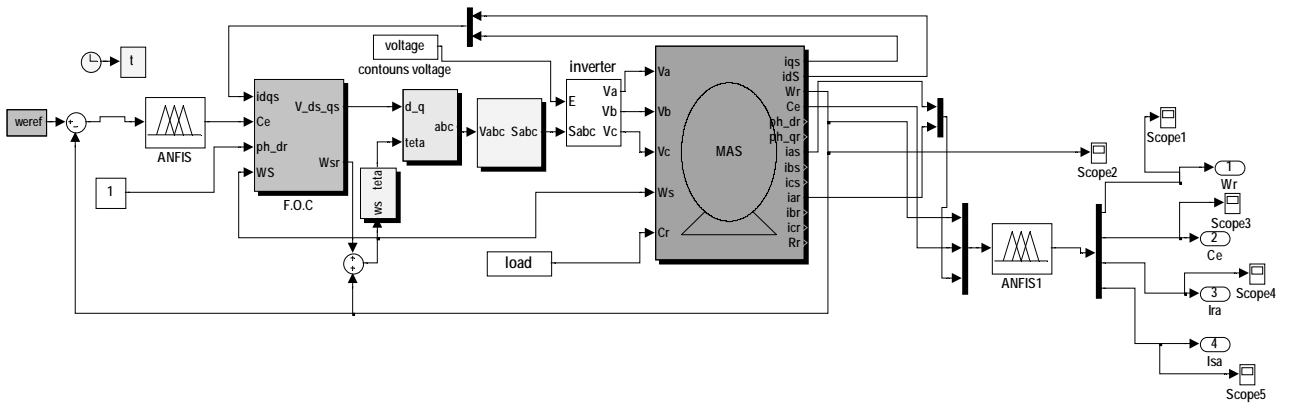 t
weref
+
-
ANFIS
1
idqs
Ce
ph_dr
WS
V_ds_qs
Wsr
F.O.C
+
+
voltage
contouns voltage
d_q
teta
abc
ws
teta
Vabc
Sabc
inverter
E
Sabc
Va
Vb
Vc
load
Va
Vb
Vc
Ws
Cr
MAS
iqs
idS
Wr
Ce
ph_dr
ph_qr
ias
ibs
ics
iar
ibr
icr
Rr
ANFIS1
Scope2
Scope1
1
Wr
Scope3
2
Ce
Scope4
3
Ira
4
Isa
Scope5